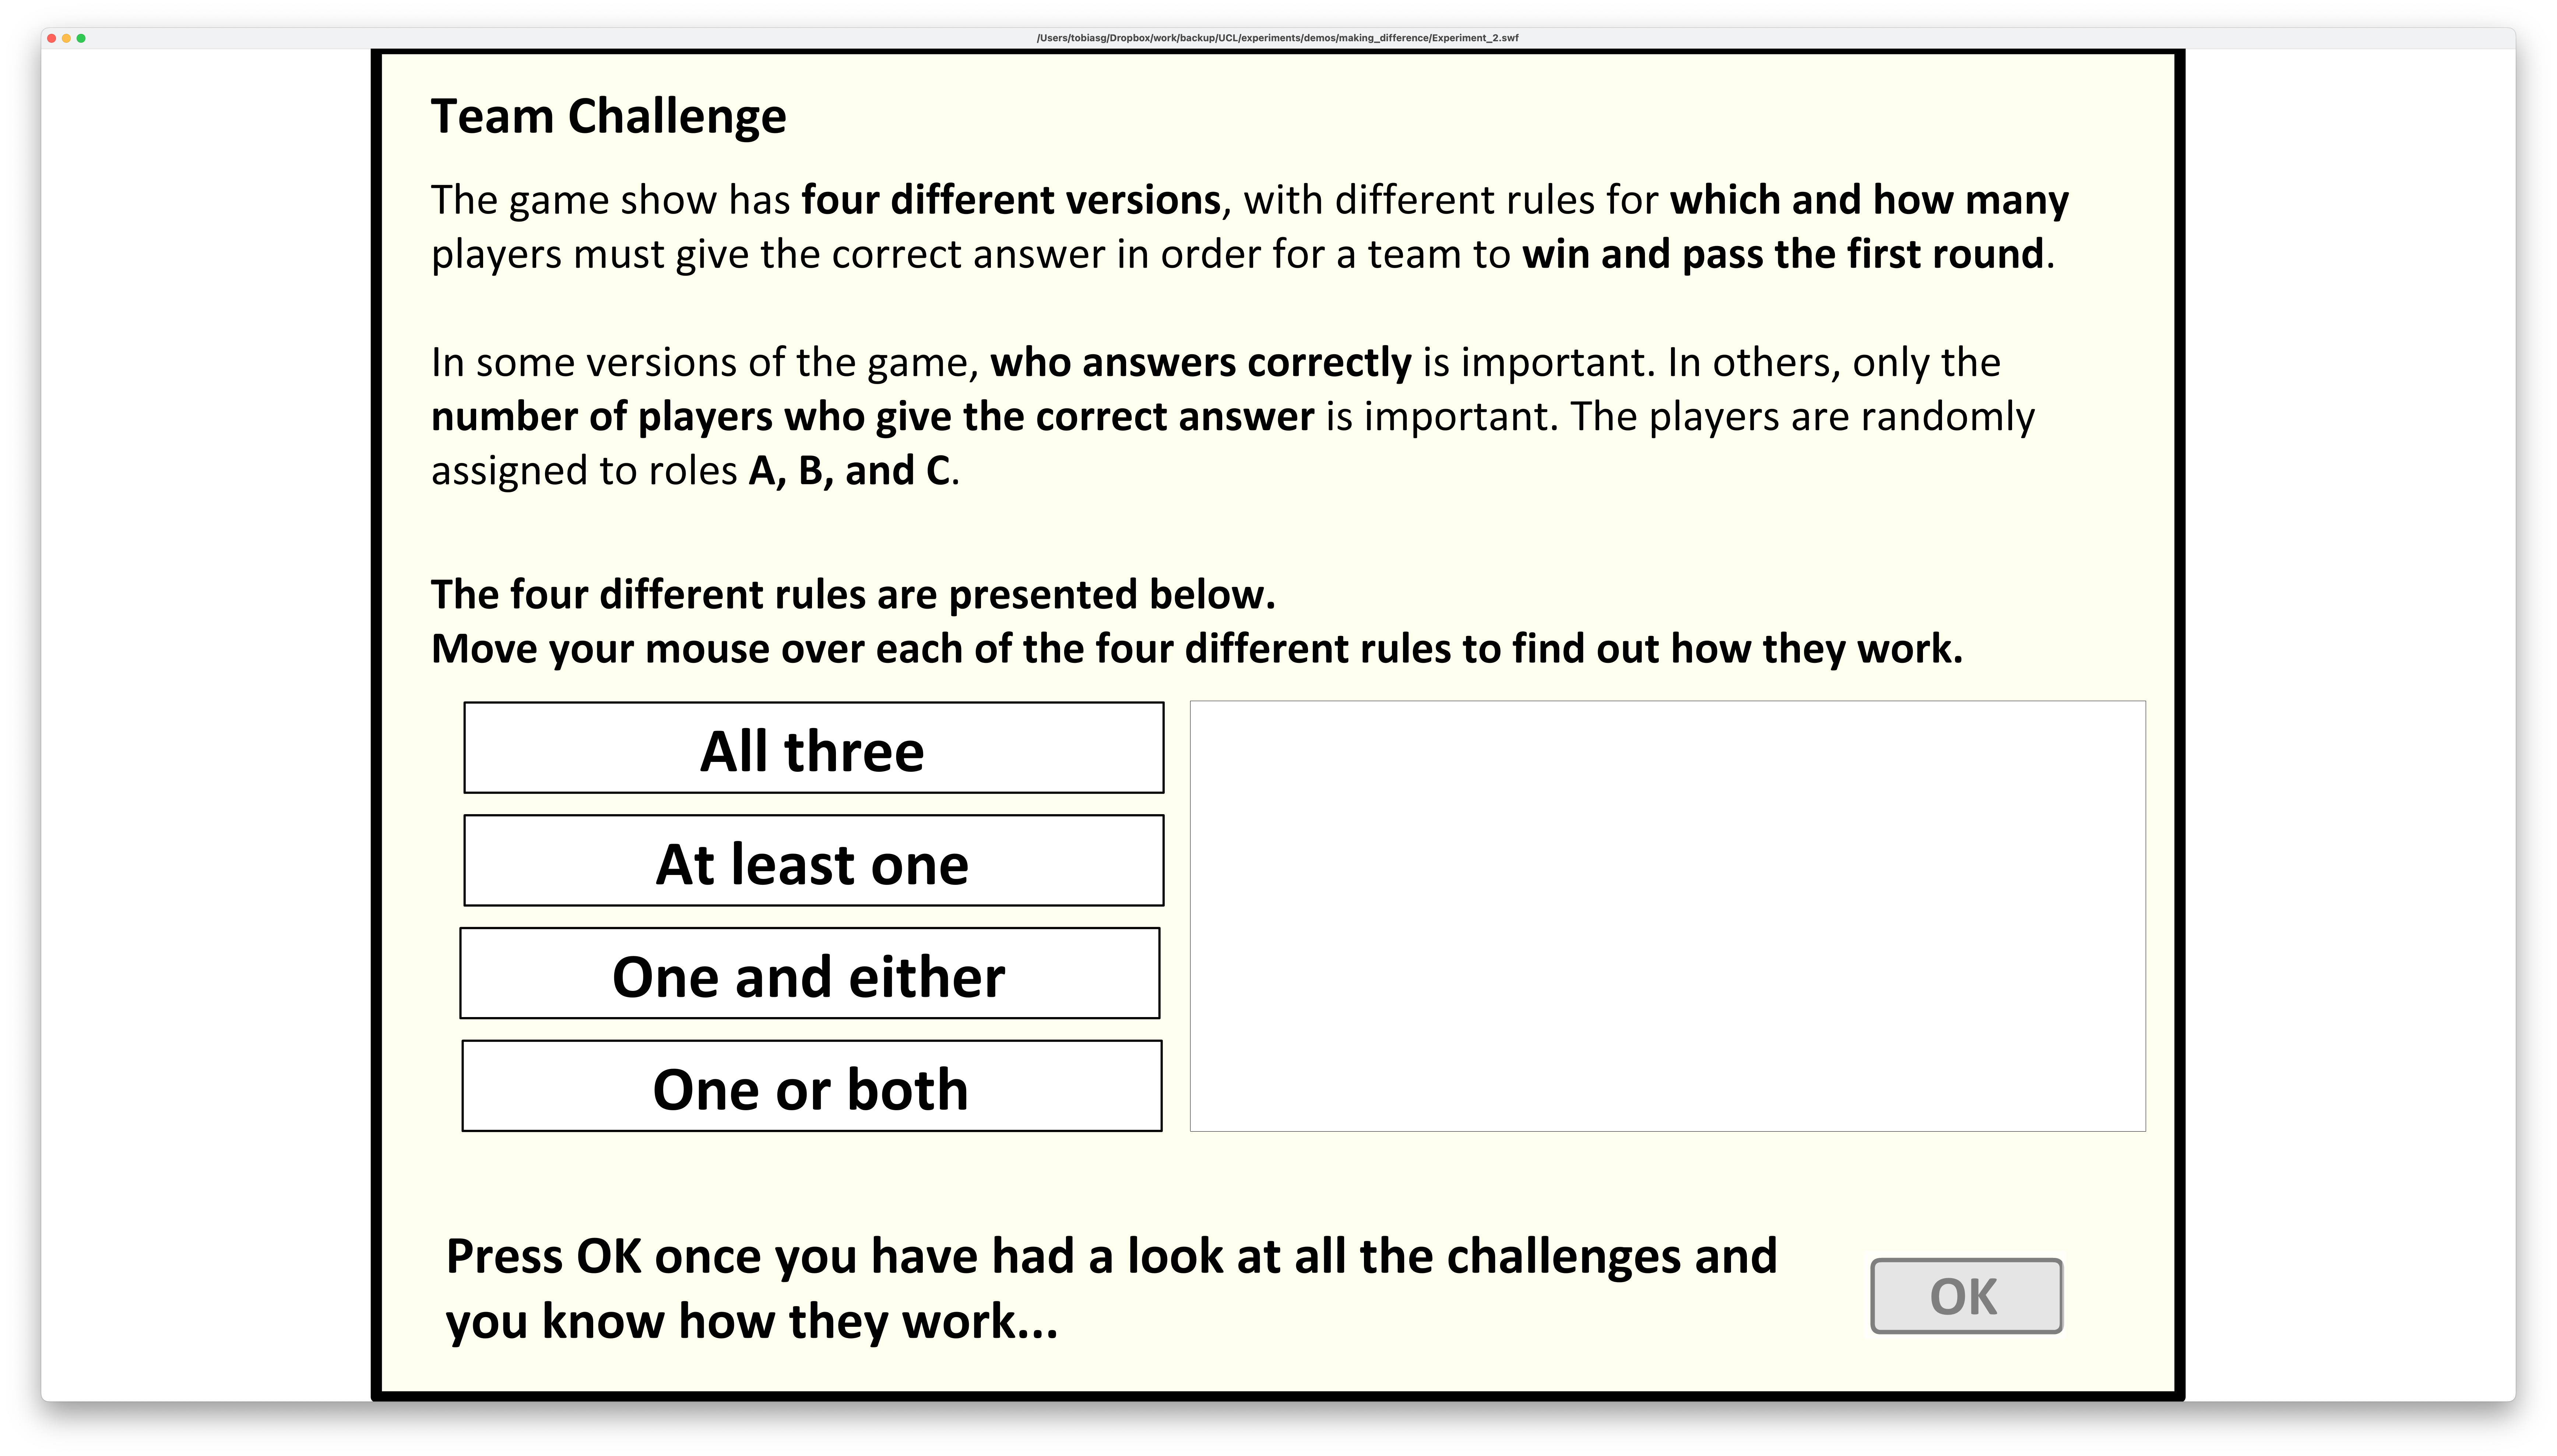 /Users/tobiasg/Dropbox/work/backup/UCL/experiments/demos/making_difference/Experiment_2.swf
Team Challenge
The game show has four different versions, with different rules for which and how many
players must give the correct answer in order for a team to win and pass the first round.
In some versions of the game, who answers correctly is important. In others, only the
number of players who give the correct answer is important. The players are randomly
assigned to roles A, B, and C.
The four different rules are presented below.
Move your mouse over each of the four different rules to find out how they work.
All three
At least one
One and either
One or both
Press OK once you have had a look at all the challenges and
you know how they work...
OK